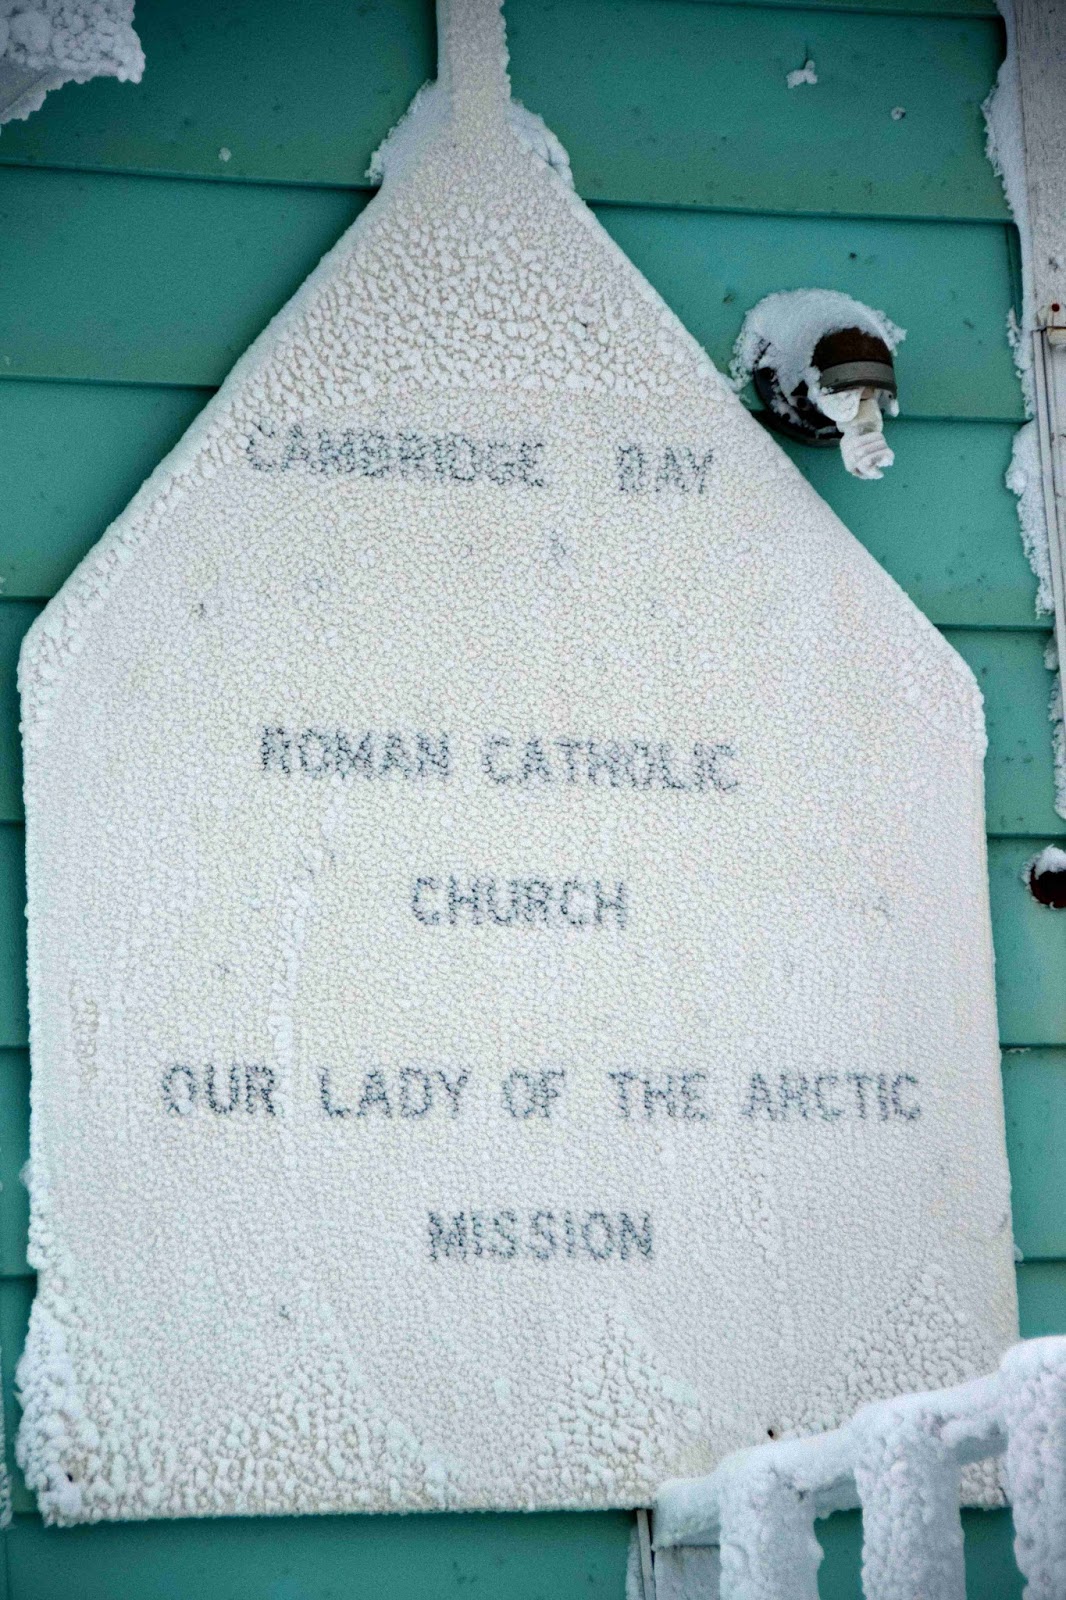 CAMBRIDGE BAY
ROMAN CATHOLIC
CHURCH
OUR LADY OF THE ARCTIC
MISSION